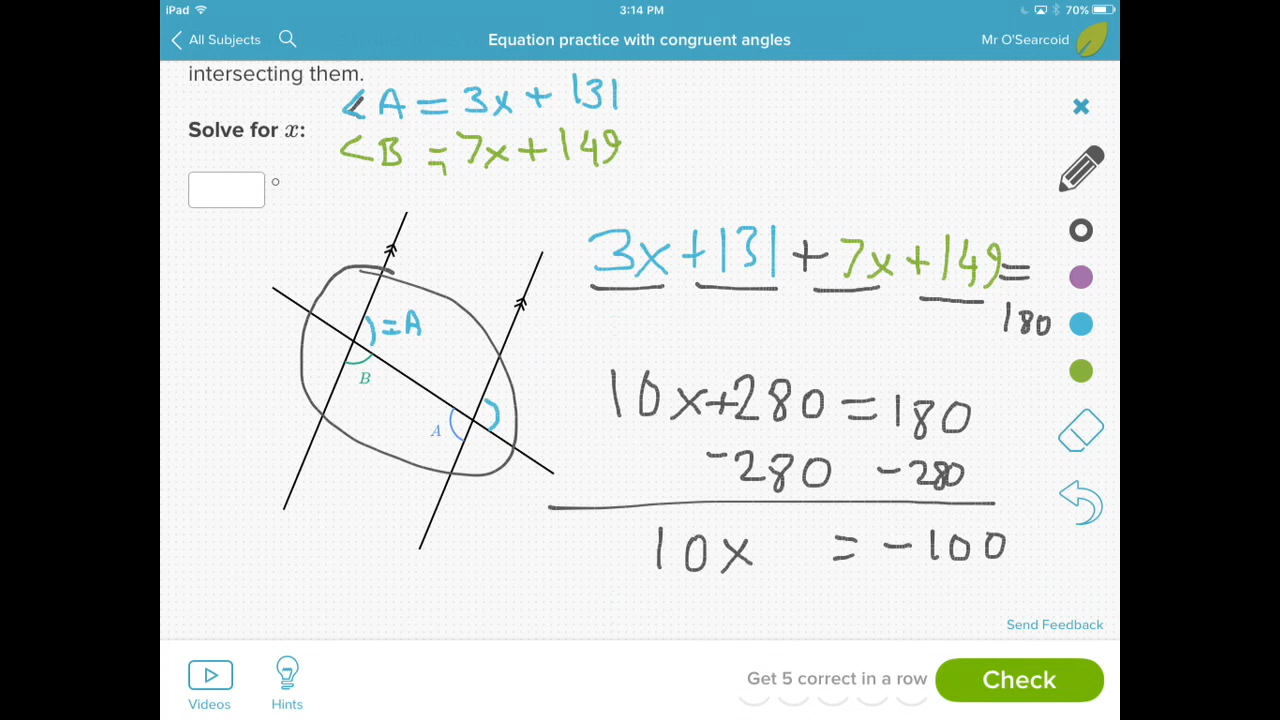 iPad 3:14 PM 70%
All Subjects Equation practice with congruent angles Mr O'Searcoid
intersecting them.
<A = 3x + 131
Solve for x:
<B = 7x + 149
°
3x + 131 + 7x + 149 =
180
= A
B
A
10x + 280 = 180
- 280 - 280
10x = - 100
Send Feedback
Get 5 correct in a row Check
Videos Hints